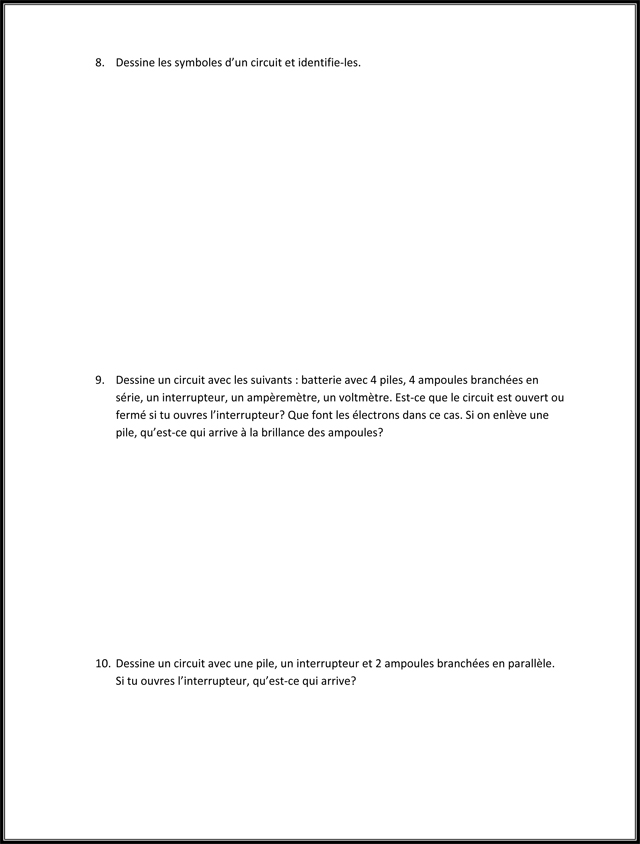 8. Dessine les symboles d’un circuit et identifie-les.
9. Dessine un circuit avec les suivants : batterie avec 4 piles, 4 ampoules branchées en
série, un interrupteur, un ampèremètre, un voltmètre. Est-ce que le circuit est ouvert ou
fermé si tu ouvres l’interrupteur? Que font les électrons dans ce cas. Si on enlève une
pile, qu’est-ce qui arrive à la brillance des ampoules?
10. Dessine un circuit avec une pile, un interrupteur et 2 ampoules branchées en parallèle.
Si tu ouvres l’interrupteur, qu’est-ce qui arrive?